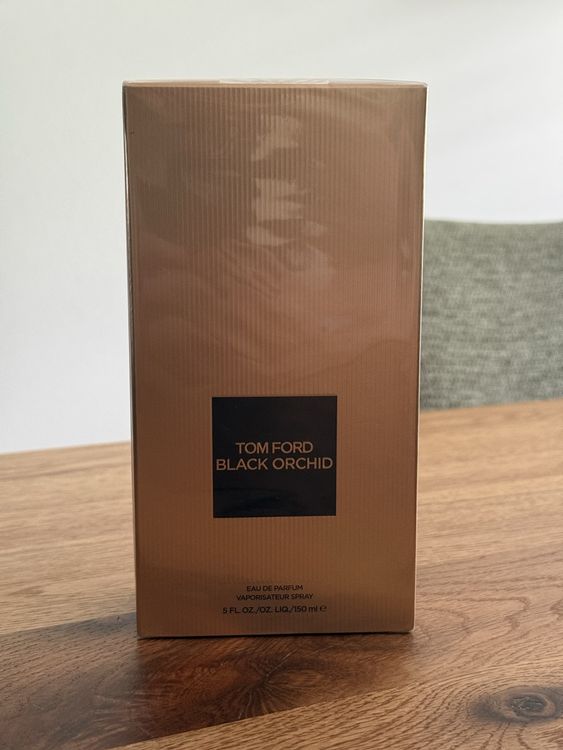 TOM FORD
BLACK ORCHID
EAU DE PARFUM
VAPORISATEUR SPRAY
5 FL. OZ./OZ. LIQ./150 ml ℮